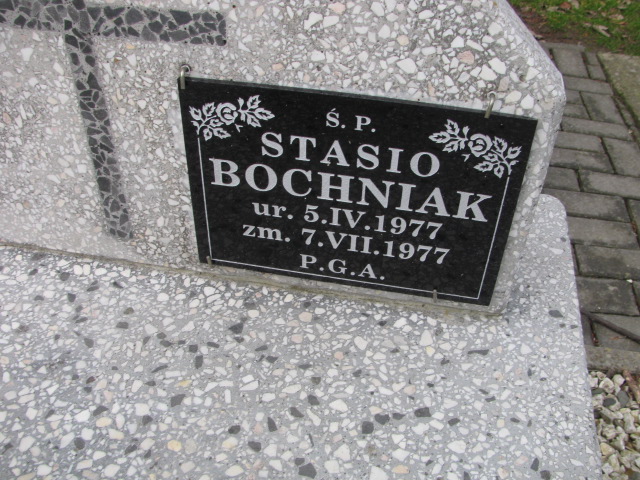 Ś. P.
STASIO
BOCHNIAK
ur. 5.IV.1977
zm. 7.VII.1977
P.G.A.